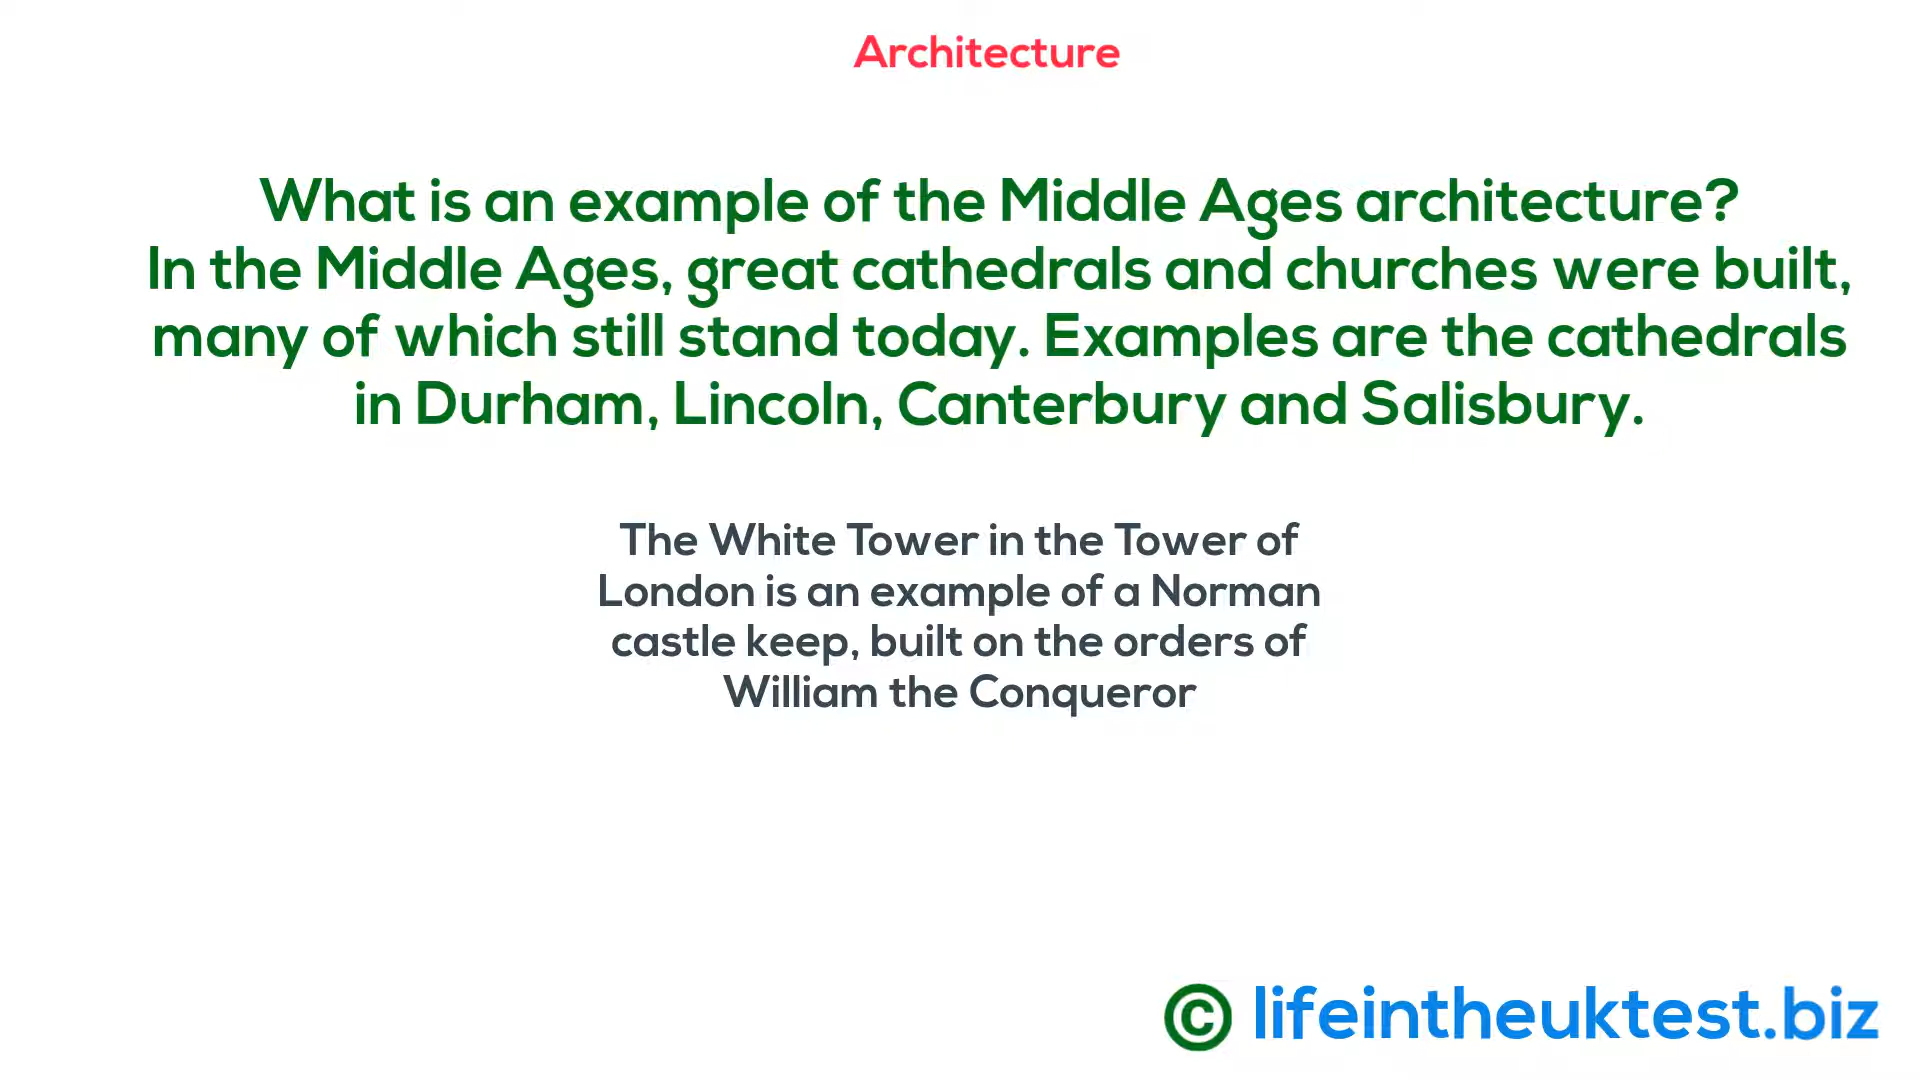 Architecture
What is an example of the Middle Ages architecture?
In the Middle Ages, great cathedrals and churches were built,
many of which still stand today. Examples are the cathedrals
in Durham, Lincoln, Canterbury and Salisbury.
The White Tower in the Tower of
London is an example of a Norman
castle keep, built on the orders of
William the Conqueror
© lifeintheuktest.biz